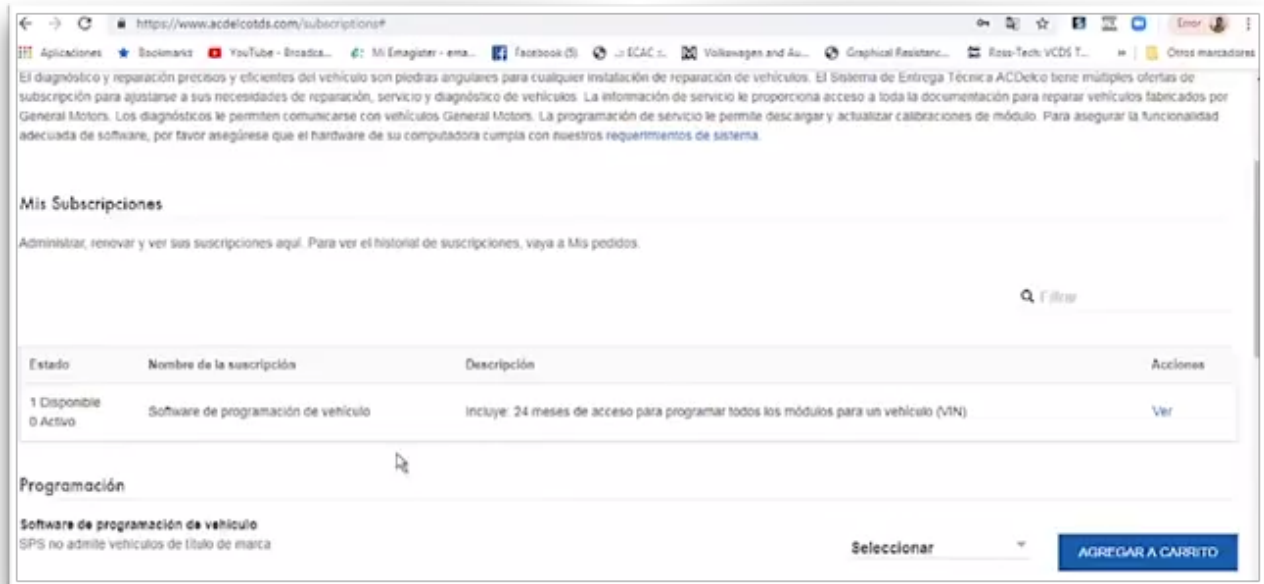 https://www.acdelcotds.com/subscriptions#
Error
Aplicaciones Bookmarks YouTube - Broadca... Mi Emagister - ema... Facebook (5) .::ECAC ::. Volkswagen and Au... Graphical Resistanc... Ross-Tech: VCDS T... » Otros marcadores
El diagnóstico y reparación precisos y eficientes del vehículo son piedras angulares para cualquier instalación de reparación de vehículos. El Sistema de Entrega Técnica ACDelco tiene múltiples ofertas de
subscripción para ajustarse a sus necesidades de reparación, servicio y diagnóstico de vehículos. La información de servicio le proporciona acceso a toda la documentación para reparar vehículos fabricados por
General Motors. Los diagnósticos le permiten comunicarse con vehículos General Motors. La programación de servicio le permite descargar y actualizar calibraciones de módulo. Para asegurar la funcionalidad
adecuada de software, por favor asegúrese que el hardware de su computadora cumpla con nuestros requerimientos de sistema.
Mis Subscripciones
Administrar, renovar y ver sus suscripciones aquí. Para ver el historial de suscripciones, vaya a Mis pedidos.
Filtrar
Estado Nombre de la suscripción Descripción Acciones
1 Disponible
0 Activo
Software de programación de vehículo Incluye: 24 meses de acceso para programar todos los módulos para un vehículo (VIN) Ver
Programación
Software de programación de vehículo
SPS no admite vehículos de título de marca
Seleccionar AGREGAR A CARRITO